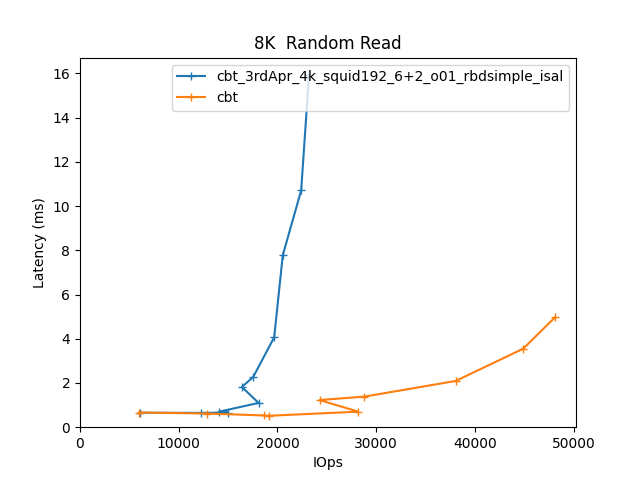 8K  Random Read
cbt_3rdApr_4k_squid192_6+2_o01_rbdsimple_isal
cbt
Latency (ms)
16
14
12
10
8
6
4
2
0
0 10000 20000 30000 40000 50000
IOps